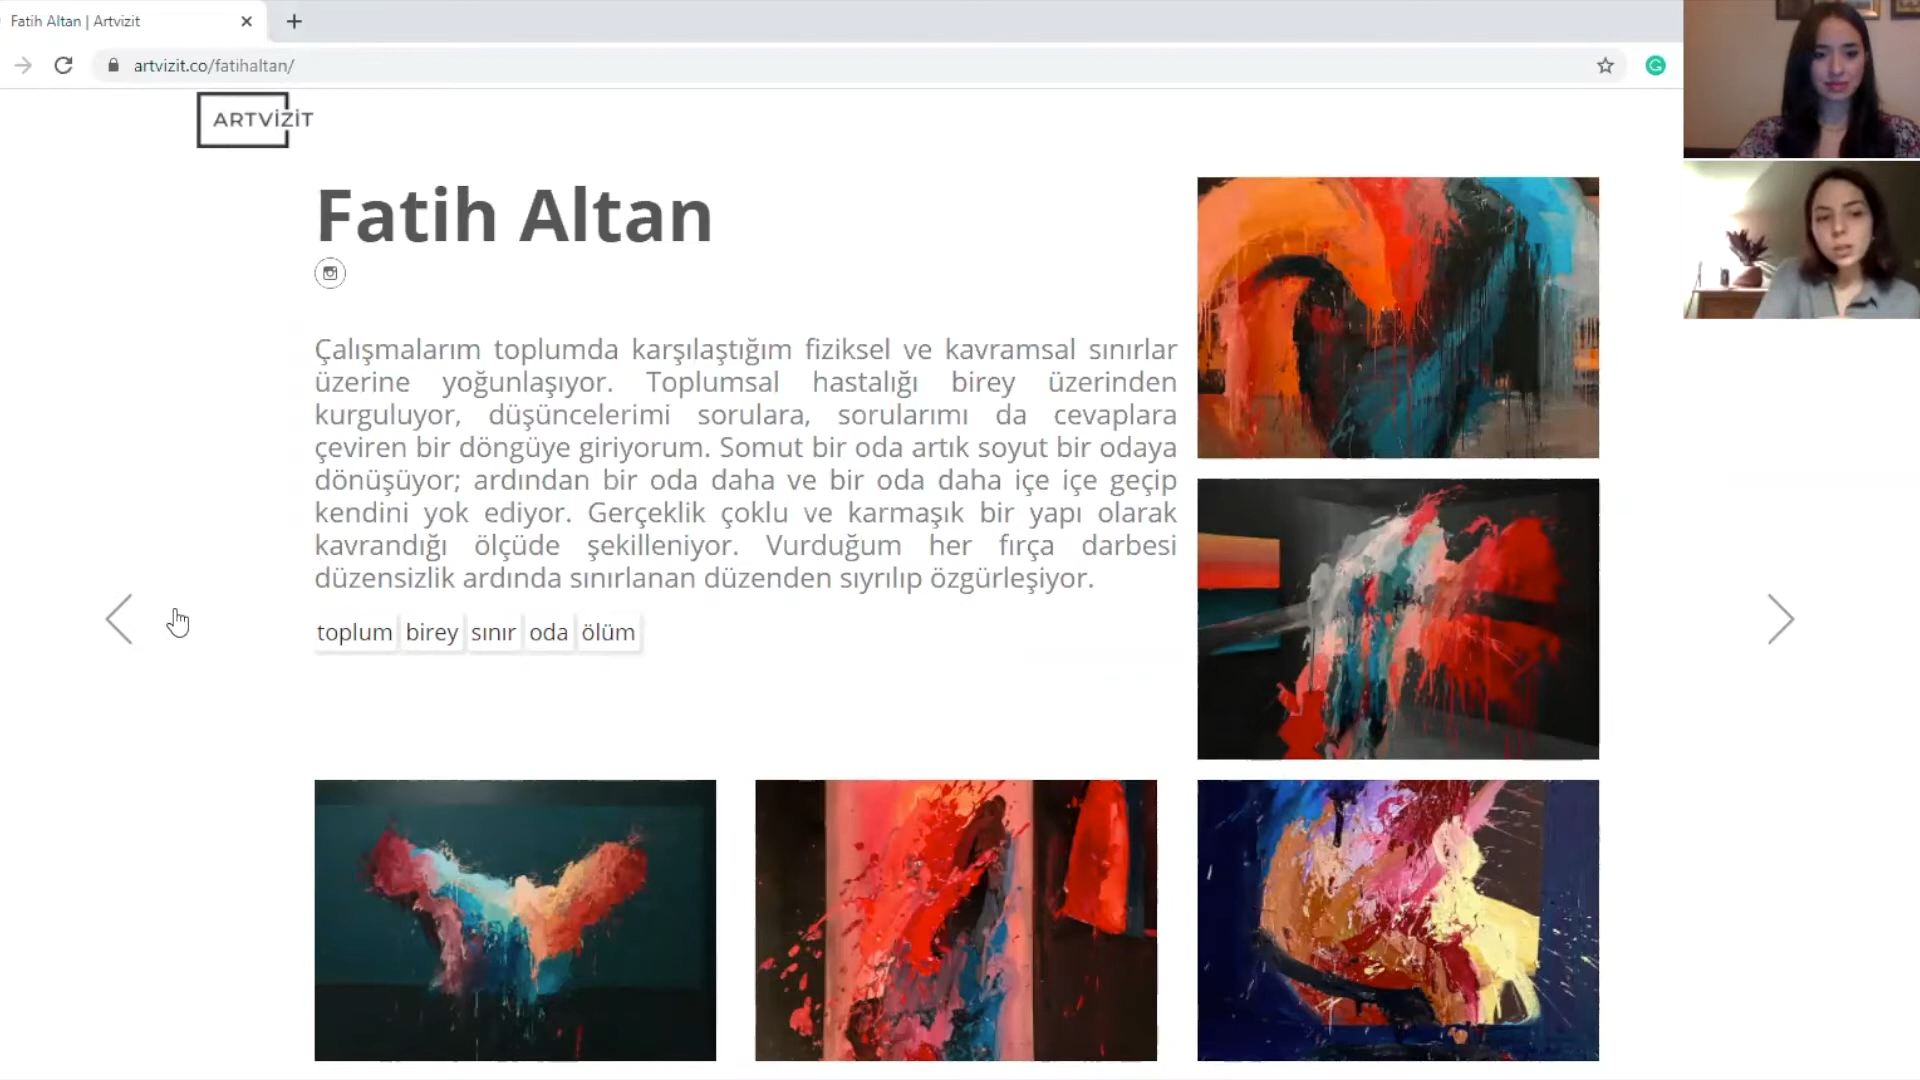 Fatih Altan | Artvizit
artvizit.co/fatihaltan/
ARTVİZİT
Fatih Altan
Çalışmalarım toplumda karşılaştığım fiziksel ve kavramsal sınırlar
üzerine yoğunlaşıyor. Toplumsal hastalığı birey üzerinden
kurguluyor, düşüncelerimi sorulara, sorularımı da cevaplara
çeviren bir döngüye giriyorum. Somut bir oda artık soyut bir odaya
dönüşüyor; ardından bir oda daha ve bir oda daha içe içe geçip
kendini yok ediyor. Gerçeklik çoklu ve karmaşık bir yapı olarak
kavrandığı ölçüde şekilleniyor. Vurduğum her fırça darbesi
düzensizlik ardında sınırlanan düzenden sıyrılıp özgürleşiyor.
toplum birey sınır oda ölüm